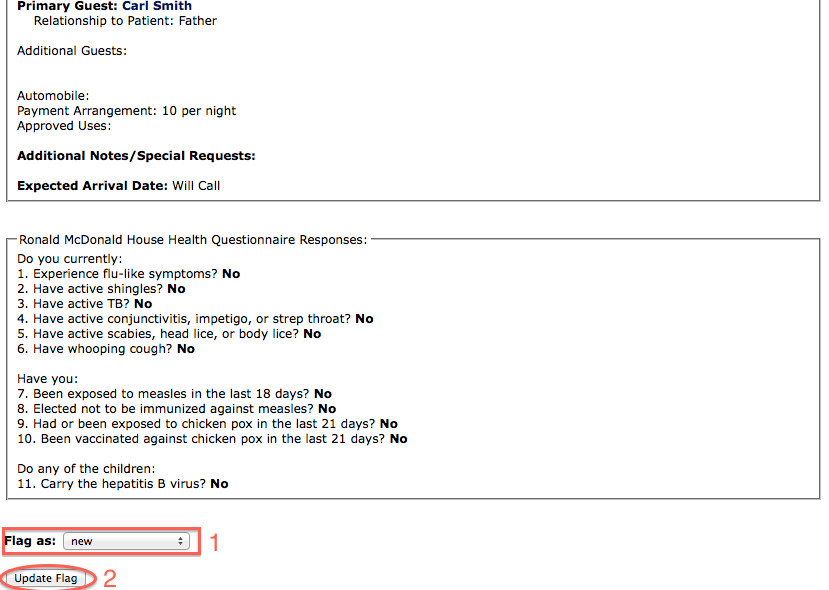 Primary Guest: Carl Smith
Relationship to Patient: Father
Additional Guests:
Automobile:
Payment Arrangement: 10 per night
Approved Uses:
Additional Notes/Special Requests:
Expected Arrival Date: Will Call
Ronald McDonald House Health Questionnaire Responses:
Do you currently:
1. Experience flu-like symptoms? No
2. Have active shingles? No
3. Have active TB? No
4. Have active conjunctivitis, impetigo, or strep throat? No
5. Have active scabies, head lice, or body lice? No
6. Have whooping cough? No
Have you:
7. Been exposed to measles in the last 18 days? No
8. Elected not to be immunized against measles? No
9. Had or been exposed to chicken pox in the last 21 days? No
10. Been vaccinated against chicken pox in the last 21 days? No
Do any of the children:
11. Carry the hepatitis B virus? No
Flag as: new 1
Update Flag 2